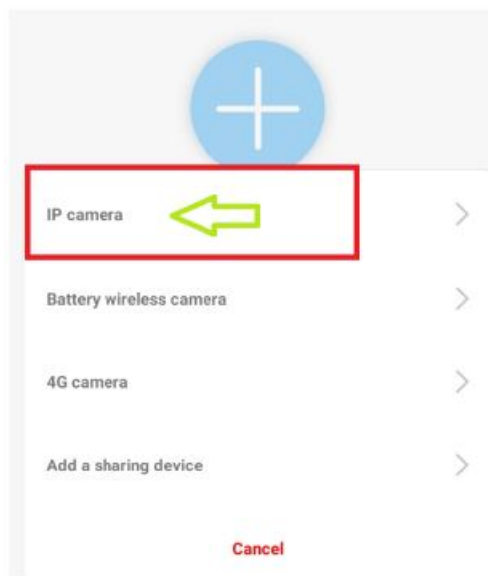 IP camera
Battery wireless camera
4G camera
Add a sharing device
Cancel